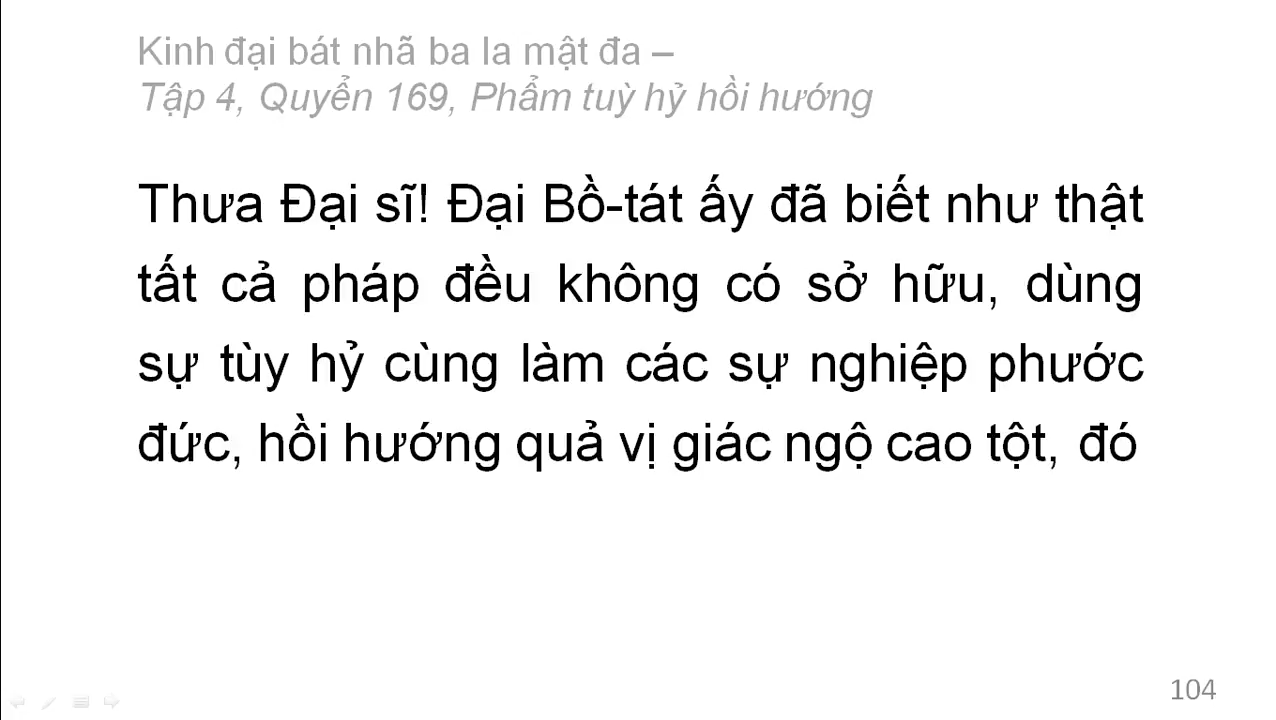 Kinh đại bát nhã ba la mật đa –
Tập 4, Quyển 169, Phẩm tuỳ hỷ hồi hướng
Thưa Đại sĩ! Đại Bồ-tát ấy đã biết như thật
tất cả pháp đều không có sở hữu, dùng
sự tùy hỷ cùng làm các sự nghiệp phước
đức, hồi hướng quả vị giác ngộ cao tột, đó
104